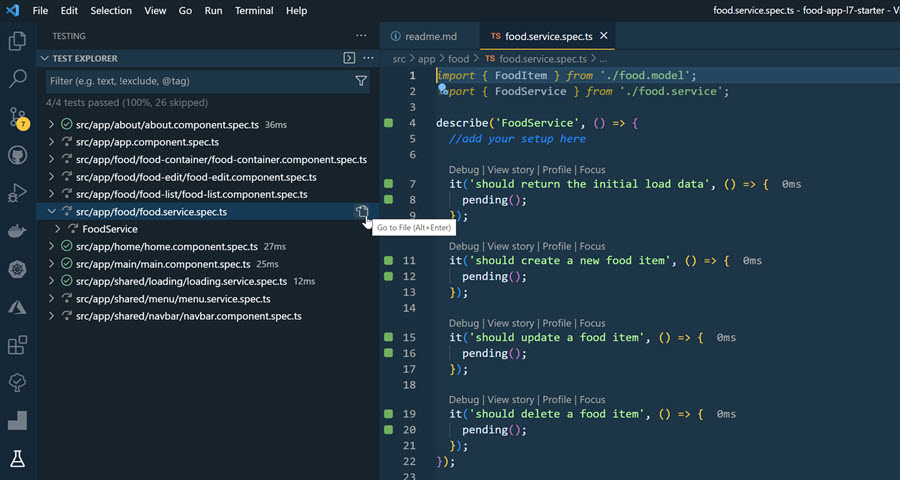 File Edit Selection View Go Run Terminal Help food.service.spec.ts - food-app-l7-starter - V
TESTING
TEST EXPLORER
Filter (e.g. text, !exclude, @tag)
4/4 tests passed (100%, 26 skipped)
src/app/about/about.component.spec.ts 36ms
src/app/app.component.spec.ts
src/app/food/food-container/food-container.component.spec.ts
src/app/food/food-edit/food-edit.component.spec.ts
src/app/food/food-list/food-list.component.spec.ts
src/app/food/food.service.spec.ts
FoodService
src/app/home/home.component.spec.ts 27ms
src/app/main/main.component.spec.ts 25ms
src/app/shared/loading/loading.service.spec.ts 12ms
src/app/shared/menu/menu.service.spec.ts
src/app/shared/navbar/navbar.component.spec.ts
7
Go to File (Alt+Enter)
readme.md TS food.service.spec.ts
src > app > food > TS food.service.spec.ts > ...
1 import { FoodItem } from './food.model';
2 port { FoodService } from './food.service';
3
4 describe('FoodService', () => {
5 //add your setup here
6
Debug | View story | Profile | Focus
7 it('should return the initial load data', () => { 0ms
8 pending();
9 });
Debug | View story | Profile | Focus
11 it('should create a new food item', () => { 0ms
12 pending();
13 });
14
Debug | View story | Profile | Focus
15 it('should update a food item', () => { 0ms
16 pending();
17 });
18
Debug | View story | Profile | Focus
19 it('should delete a food item', () => { 0ms
20 pending();
21 });
22 });
23